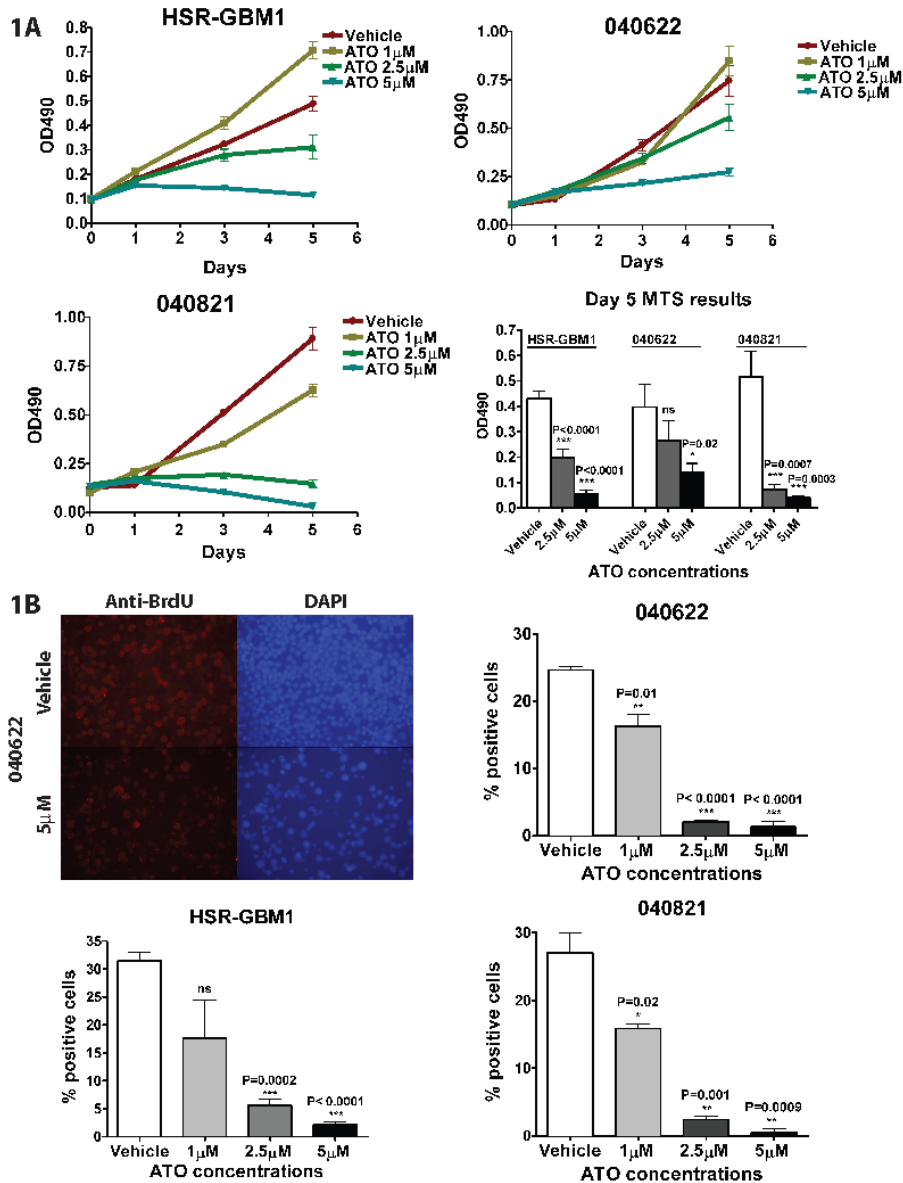 1A
HSR-GBM1
0.8
0.7
0.6
0.5
0.4
0.3
0.2
0.1
0.0
OD490
0 1 2 3 4 5 6
Days
Vehicle
ATO 1µM
ATO 2.5µM
ATO 5µM
040622
1.00
0.75
0.50
0.25
0.00
OD490
0 1 2 3 4 5 6
Days
Vehicle
ATO 1µM
ATO 2.5µM
ATO 5µM
040821
1.00
0.75
0.50
0.25
0.00
OD490
0 1 2 3 4 5 6
Days
Vehicle
ATO 1µM
ATO 2.5µM
ATO 5µM
Day 5 MTS results
HSR-GBM1 040622 040821
0.7
0.6
0.5
0.4
0.3
0.2
0.1
0.0
OD490
P<0.0001
***
P<0.0001
***
ns
P=0.02
*
P=0.0007
***
P=0.0003
***
Vehicle 2.5µM 5µM Vehicle 2.5µM 5µM Vehicle 2.5µM 5µM
ATO concentrations
1B
Anti-BrdU DAPI
040622
Vehicle
5µM
040622
30
20
10
0
% positive cells
P=0.01
**
P< 0.0001
***
P< 0.0001
***
Vehicle 1µM 2.5µM 5µM
ATO concentrations
HSR-GBM1
35
30
25
20
15
10
5
0
% positive cells
ns
P=0.0002
***
P< 0.0001
***
Vehicle 1µM 2.5µM 5µM
ATO concentrations
040821
30
20
10
0
% positive cells
P=0.02
*
P=0.001
**
P=0.0009
**
Vehicle 1µM 2.5µM 5µM
ATO concentrations